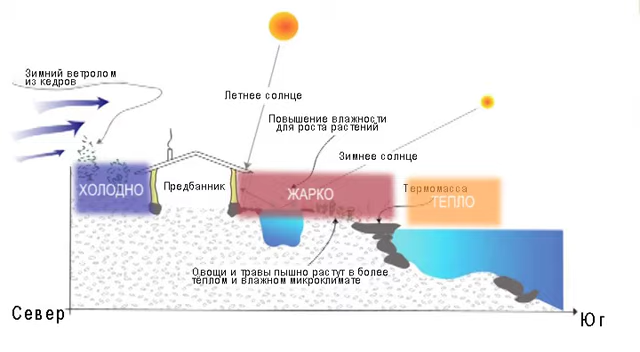 Зимний ветролом
из кедров
Летнее солнце
Повышение влажности
для роста растений
Зимнее солнце
ХОЛОДНО
Предбанник
ЖАРКО
Термомасса
ТЕПЛО
Овощи и травы пышно растут в более
теплом и влажном микроклимате
Север
Юг